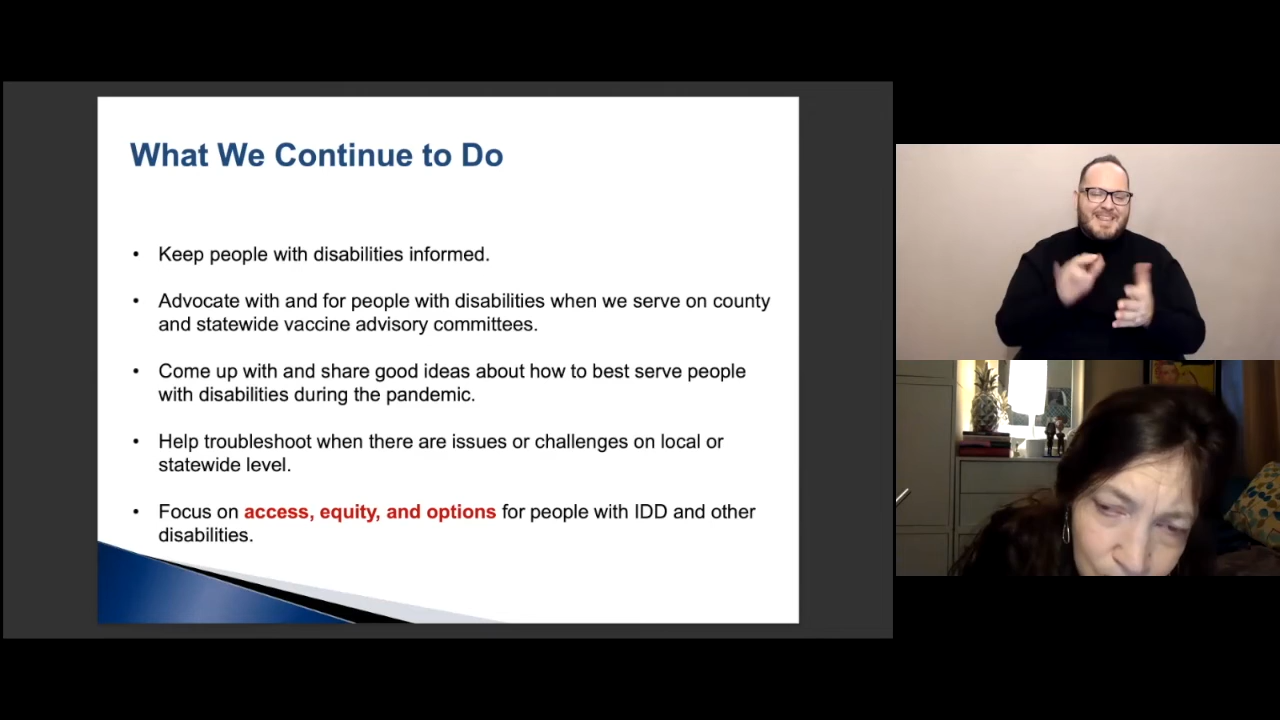 What We Continue to Do
• Keep people with disabilities informed.
• Advocate with and for people with disabilities when we serve on county
and statewide vaccine advisory committees.
• Come up with and share good ideas about how to best serve people
with disabilities during the pandemic.
• Help troubleshoot when there are issues or challenges on local or
statewide level.
• Focus on access, equity, and options for people with IDD and other
disabilities.